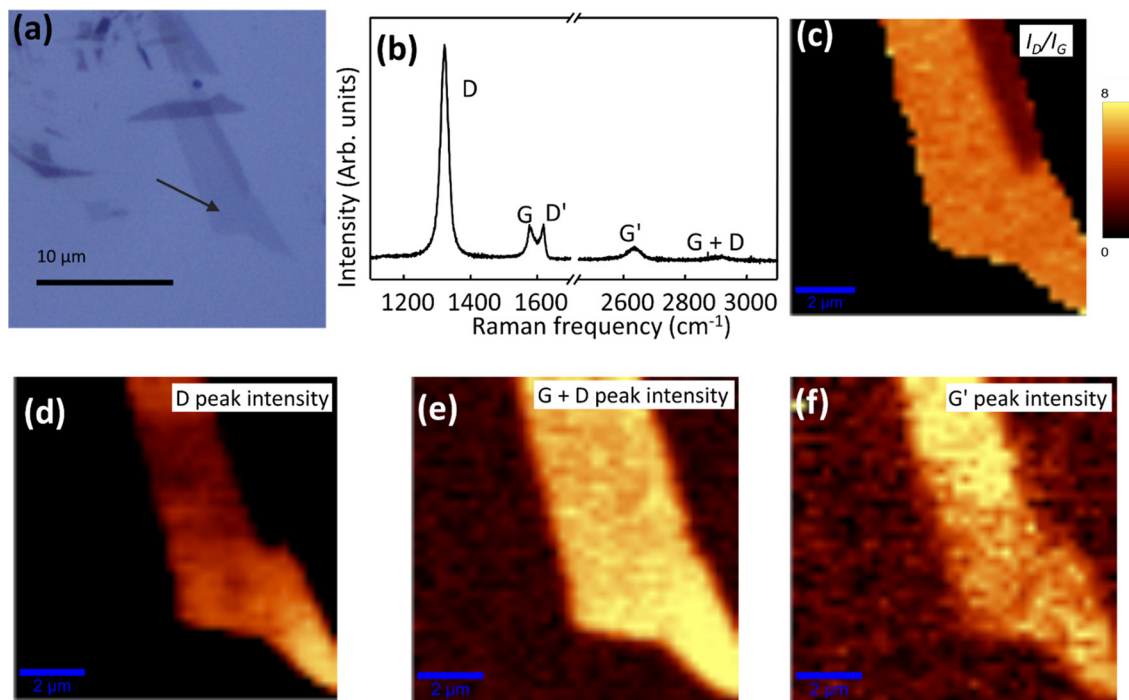 (a)
10 µm
(b)
Intensity (Arb. units)
D
G
D'
G'
G + D
1200 1400 1600 2600 2800 3000
Raman frequency (cm⁻¹)
(c)
I_D/I_G
8
0
2 µm
(d)
D peak intensity
2 µm
(e)
G + D peak intensity
2 µm
(f)
G' peak intensity
2 µm